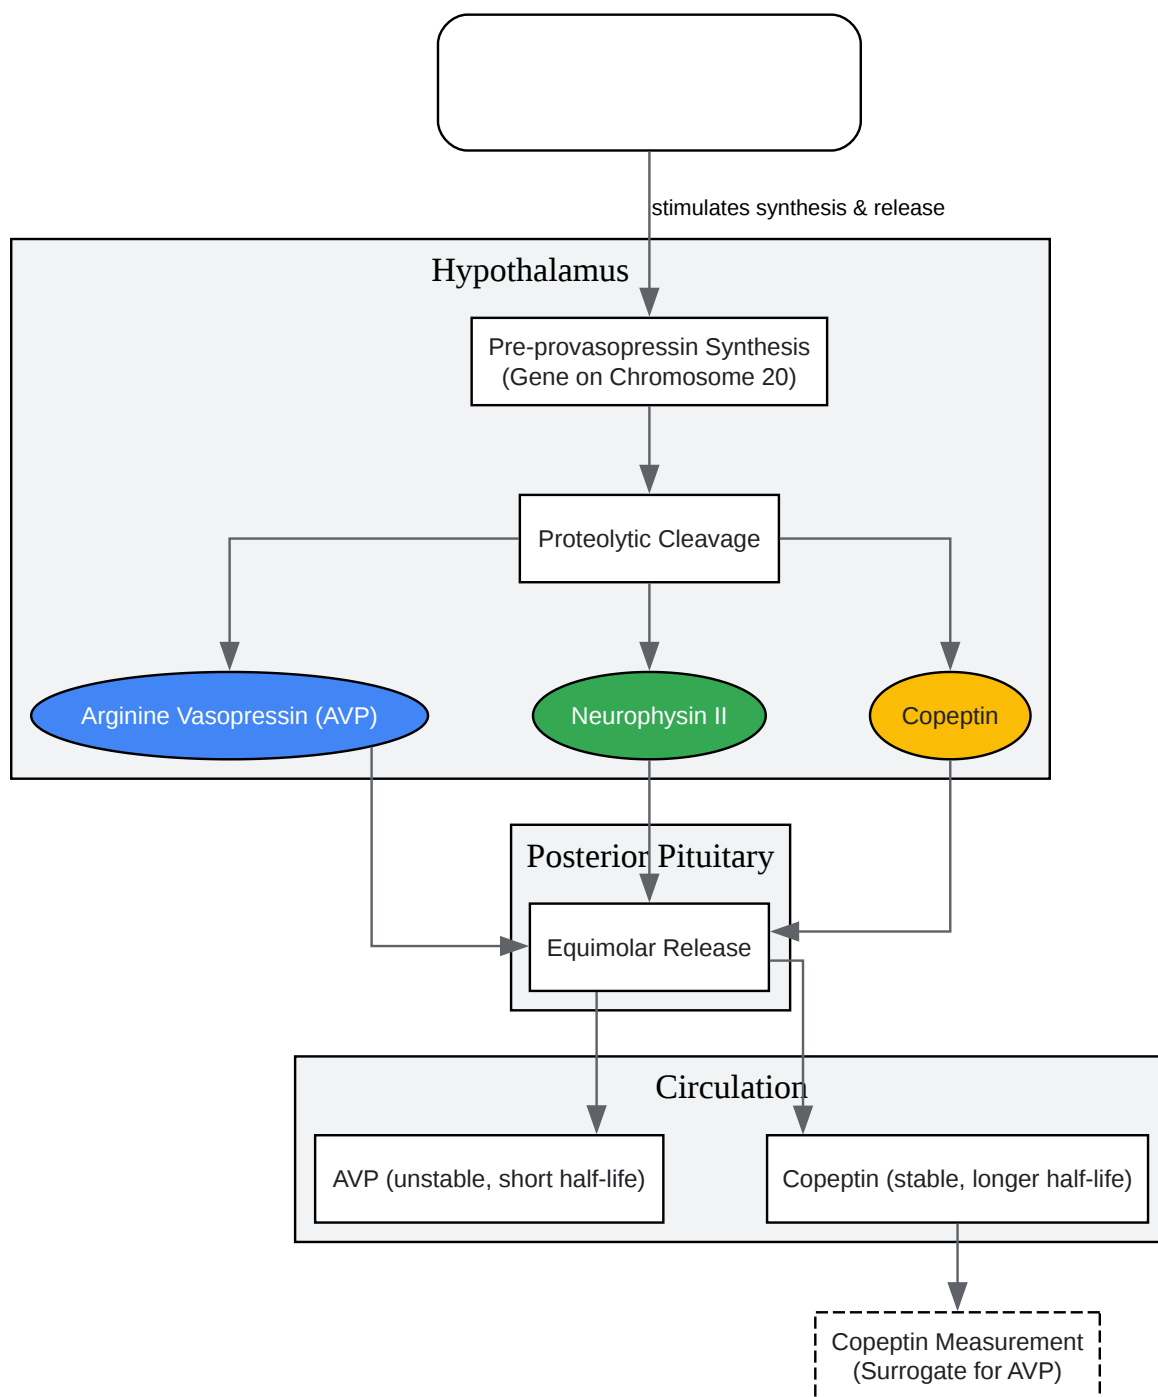 stimulates synthesis & release
Hypothalamus
Pre-provasopressin Synthesis
(Gene on Chromosome 20)
Proteolytic Cleavage
Arginine Vasopressin (AVP)
Neurophysin II
Copeptin
Posterior Pituitary
Equimolar Release
Circulation
AVP (unstable, short half-life)
Copeptin (stable, longer half-life)
Copeptin Measurement
(Surrogate for AVP)